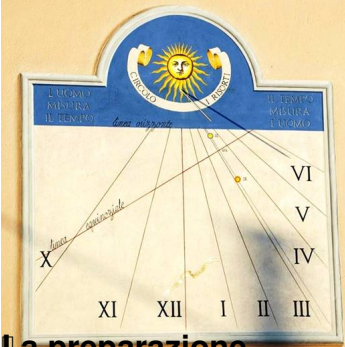 CIRCOLO I RISORTI
L'UOMO
MISURA
IL TEMPO
IL TEMPO
MISURA
L'UOMO
linea orizzonte
linea equinoziale
VI
V
IV
X
XI XII I II III
La preparazione